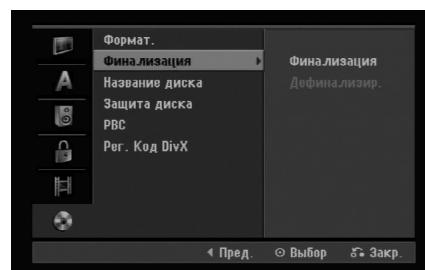 Формат.
Финализация
Название диска
Защита диска
PBC
Рег. Код DivX
Финализация
Дефинализир.
Пред.
Выбор
Закр.